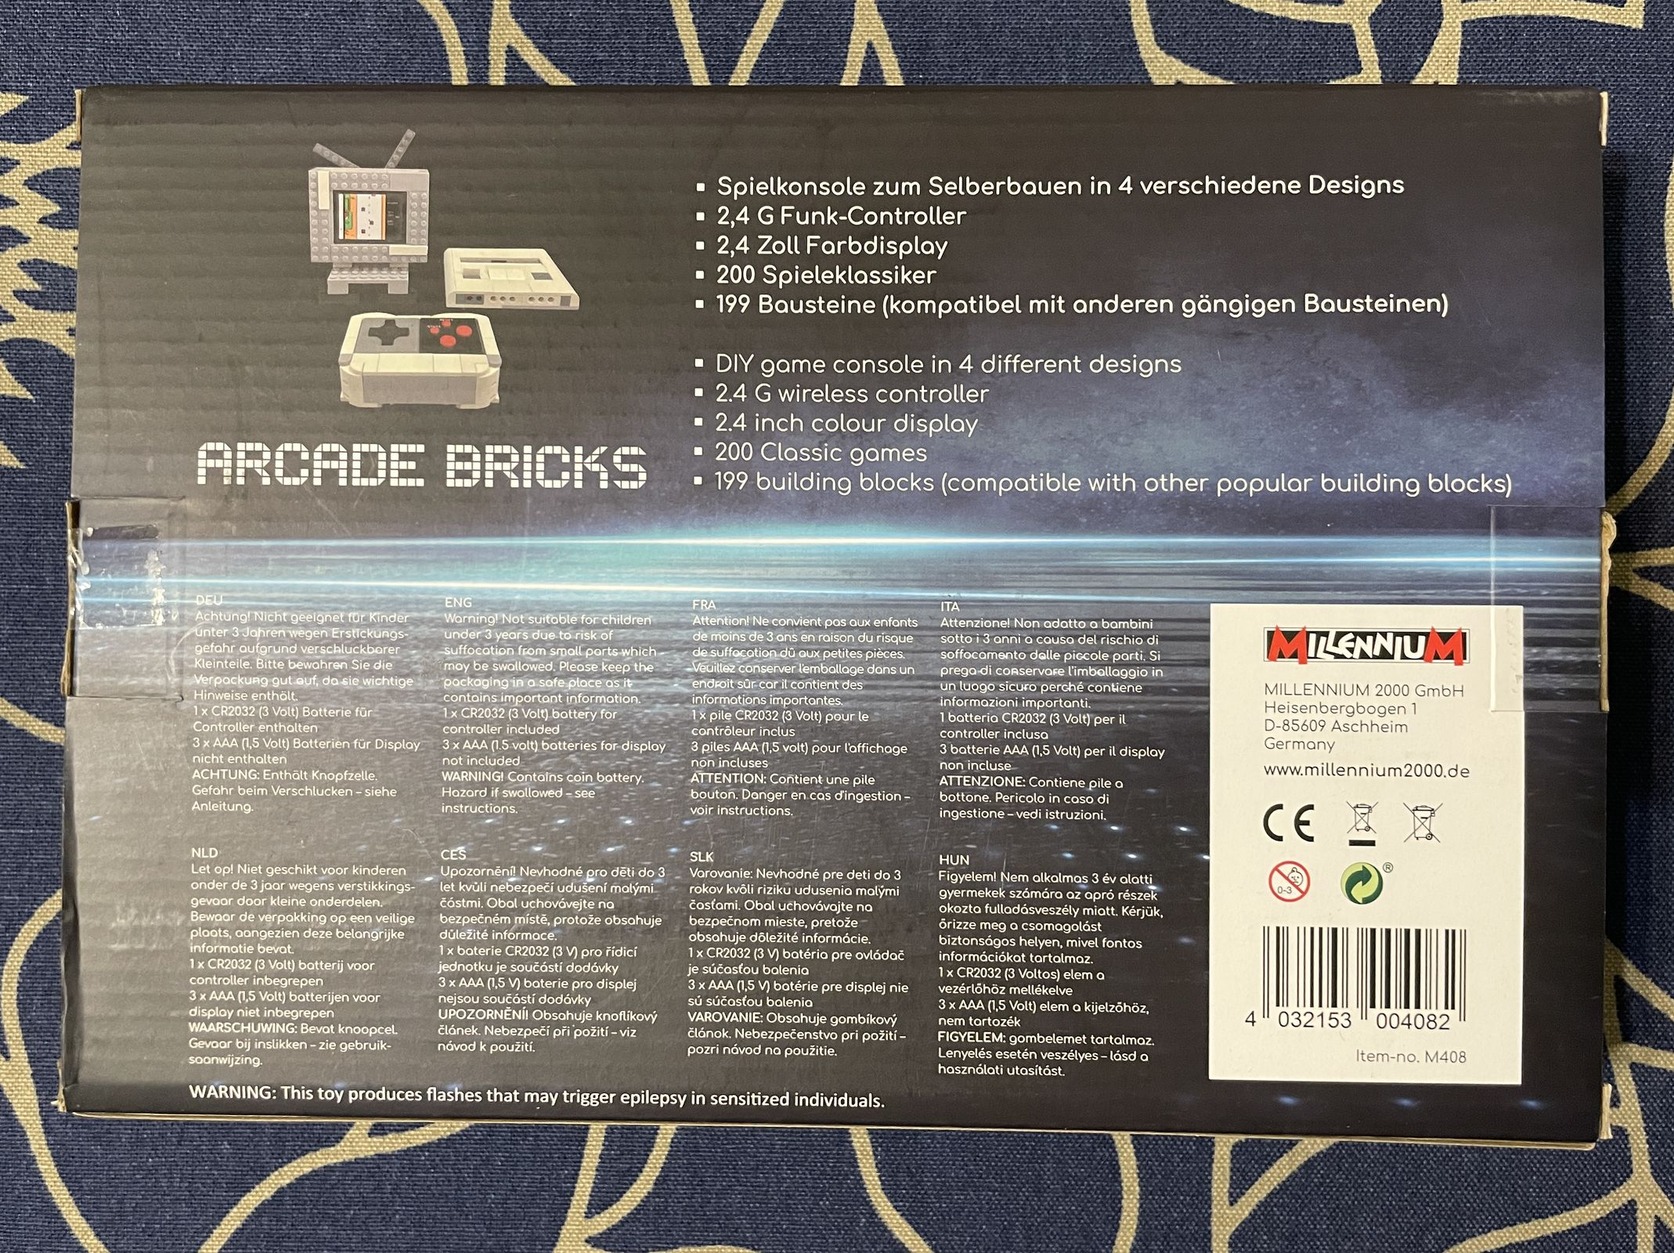 ▪ Spielkonsole zum Selberbauen in 4 verschiedene Designs
▪ 2,4 G Funk-Controller
▪ 2,4 Zoll Farbdisplay
▪ 200 Spieleklassiker
▪ 199 Bausteine (kompatibel mit anderen gängigen Bausteinen)
▪ DIY game console in 4 different designs
▪ 2.4 G wireless controller
▪ 2.4 inch colour display
▪ 200 Classic games
▪ 199 building blocks (compatible with other popular building blocks)
ARCADE BRICKS
DEU
Achtung! Nicht geeignet für Kinder
unter 3 Jahren wegen Erstickungs-
gefahr aufgrund verschluckbarer
Kleinteile. Bitte bewahren Sie die
Verpackung gut auf, da sie wichtige
Hinweise enthält.
1 x CR2032 (3 Volt) Batterie für
Controller enthalten
3 x AAA (1,5 Volt) Batterien für Display
nicht enthalten
ACHTUNG: Enthält Knopfzelle.
Gefahr beim Verschlucken – siehe
Anleitung.
ENG
Warning! Not suitable for children
under 3 years due to risk of
suffocation from small parts which
may be swallowed. Please keep the
packaging in a safe place as it
contains important information.
1 x CR2032 (3 Volt) battery for
controller included
3 x AAA (1.5 volt) batteries for display
not included
WARNING! Contains coin battery.
Hazard if swallowed – see
instructions.
FRA
Attention! Ne convient pas aux enfants
de moins de 3 ans en raison du risque
de suffocation dû aux petites pièces.
Veuillez conserver l'emballage dans un
endroit sûr car il contient des
informations importantes.
1 x pile CR2032 (3 Volt) pour le
contrôleur inclus
3 piles AAA (1,5 volt) pour l'affichage
non incluses
ATTENTION: Contient une pile
bouton. Danger en cas d'ingestion –
voir instructions.
ITA
Attenzione! Non adatto a bambini
sotto i 3 anni a causa del rischio di
soffocamento dalle piccole parti. Si
prega di conservare l'imballaggio in
un luogo sicuro perché contiene
informazioni importanti.
1 batteria CR2032 (3 Volt) per il
controller inclusa
3 batterie AAA (1,5 Volt) per il display
non incluse
ATTENZIONE: Contiene pile a
bottone. Pericolo in caso di
ingestione – vedi istruzioni.
NLD
Let op! Niet geschikt voor kinderen
onder de 3 jaar wegens verstikkings-
gevaar door kleine onderdelen.
Bewaar de verpakking op een veilige
plaats, aangezien deze belangrijke
informatie bevat.
1 x CR2032 (3 Volt) batterij voor
controller inbegrepen
3 x AAA (1,5 Volt) batterijen voor
display niet inbegrepen
WAARSCHUWING: Bevat knoopcel.
Gevaar bij inslikken – zie gebruik-
saanwijzing.
CES
Upozornění! Nevhodné pro děti do 3
let kvůli nebezpečí udušení malými
částmi. Obal uchovávejte na
bezpečném místě, protože obsahuje
důležité informace.
1 x baterie CR2032 (3 V) pro řídicí
jednotku je součástí dodávky
3 x AAA (1,5 V) baterie pro displej
nejsou součástí dodávky
UPOZORNĚNÍ! Obsahuje knoflíkový
článek. Nebezpečí při požití – viz
návod k použití.
SLK
Varovanie: Nevhodné pre deti do 3
rokov kvôli riziku udusenia malými
časťami. Obal uchovávajte na
bezpečnom mieste, pretože
obsahuje dôležité informácie.
1 x CR2032 (3 V) batéria pre ovládač
je súčasťou balenia
3 x AAA (1,5 V) batérie pre displej nie
sú súčasťou balenia
VAROVANIE: Obsahuje gombíkový
článok. Nebezpečenstvo pri požití –
pozri návod na použitie.
HUN
Figyelem! Nem alkalmas 3 év alatti
gyermekek számára az apró részek
okozta fulladásveszély miatt. Kérjük,
őrizze meg a csomagolást
biztonságos helyen, mivel fontos
információkat tartalmaz.
1 x CR2032 (3 Voltos) elem a
vezérlőhöz mellékelve
3 x AAA (1,5 Volt) elem a kijelzőhöz,
nem tartozék
FIGYELEM: gombelemet tartalmaz.
Lenyelés esetén veszélyes – lásd a
használati utasítást.
WARNING: This toy produces flashes that may trigger epilepsy in sensitized individuals.
MILLENNIUM
MILLENNIUM 2000 GmbH
Heisenbergbogen 1
D-85609 Aschheim
Germany
www.millennium2000.de
CE
0-3
®
4 032153 004082
Item-no. M408